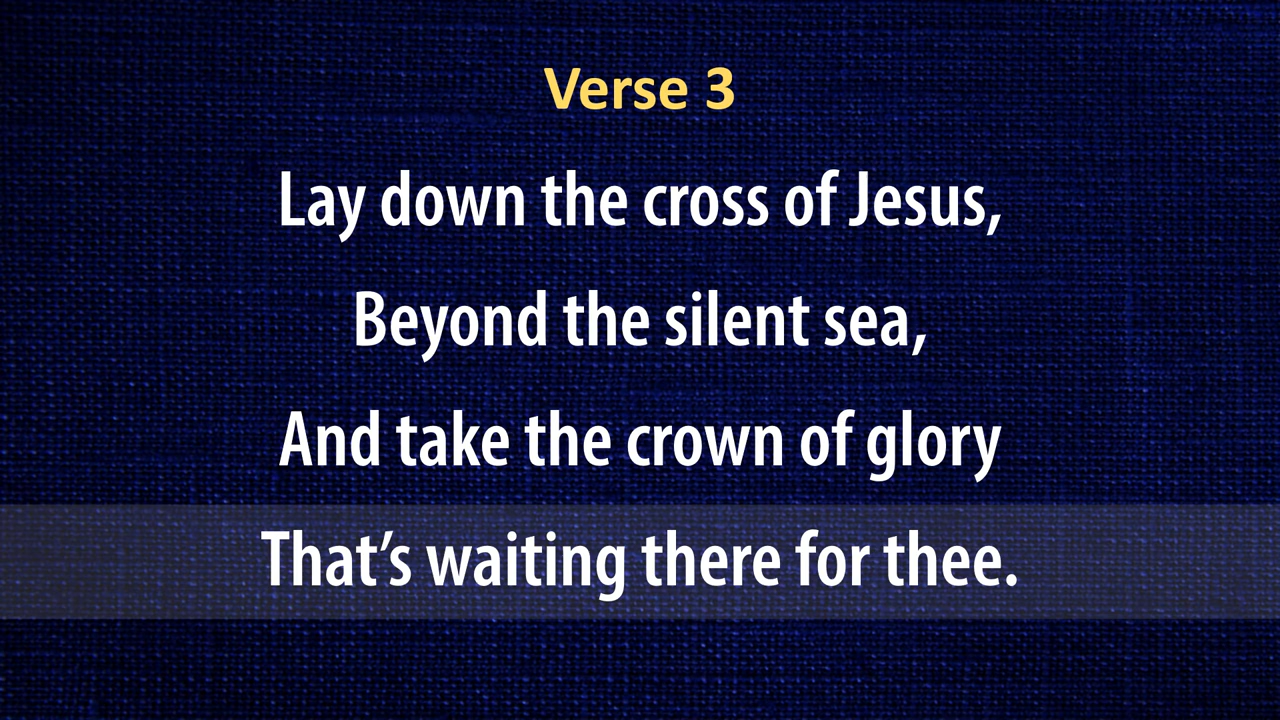 Verse 3
Lay down the cross of Jesus,
Beyond the silent sea,
And take the crown of glory
That’s waiting there for thee.